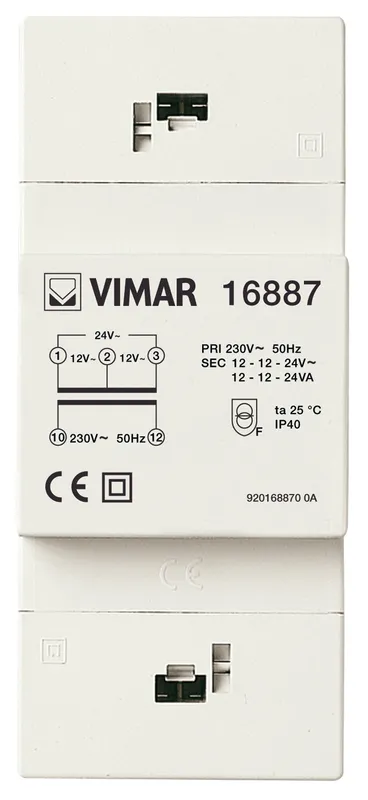 VIMAR 16887
24V~
1 12V~ 2 12V~ 3
10 230V~ 50Hz 12
PRI 230V~ 50Hz
SEC 12 - 12 - 24V~
12 - 12 - 24VA
F
ta 25 °C
IP40
CE
920168870 0A
CE